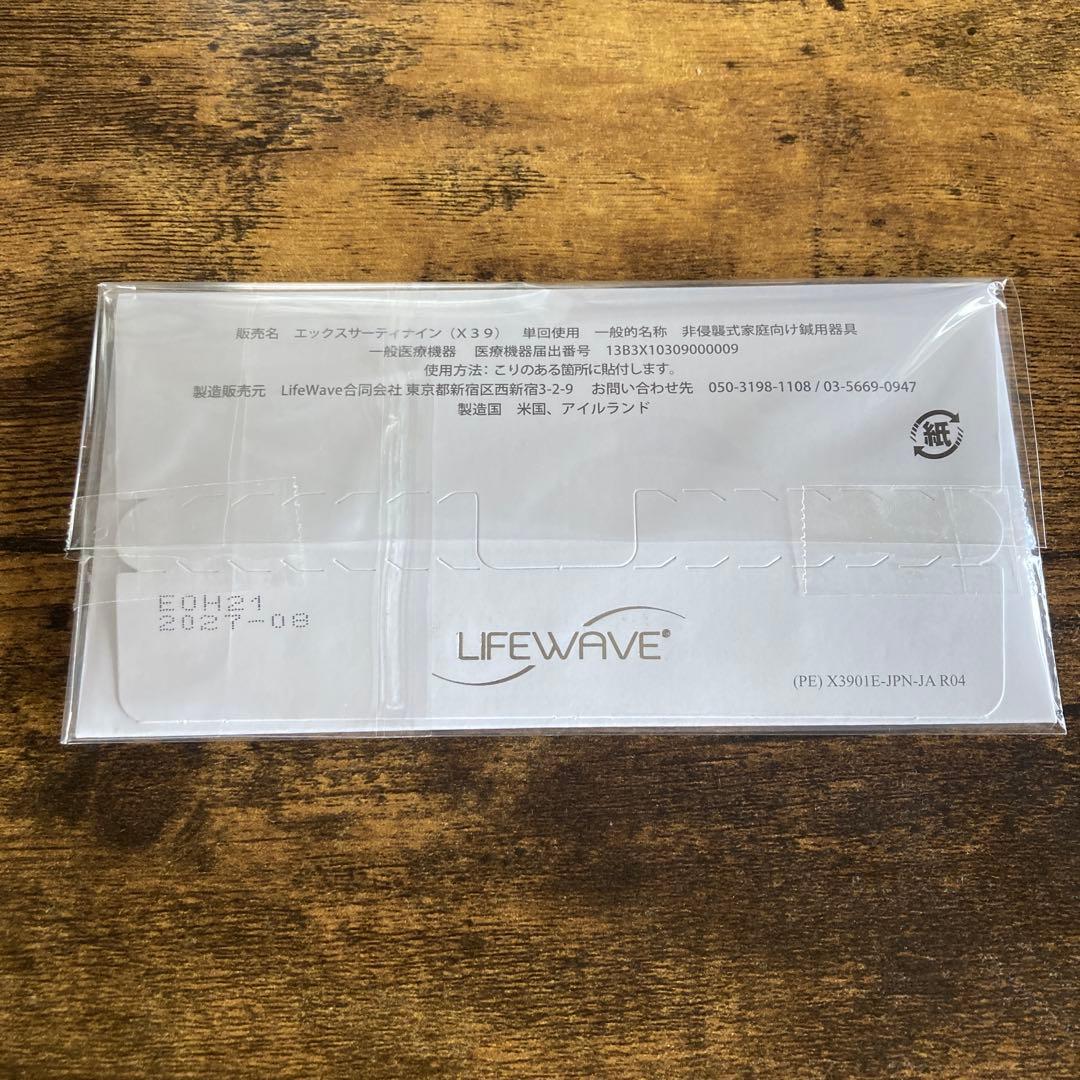 販売名 エックスサーティナイン（X39） 単回使用 一般的名称 非侵襲式家庭向け鍼用器具
一般医療機器 医療機器届出番号 13B3X10309000009
使用方法：こりのある箇所に貼付します。
製造販売元 LifeWave合同会社 東京都新宿区西新宿3-2-9 お問い合わせ先 050-3198-1108 / 03-5669-0947
製造国 米国、アイルランド
紙
EOH21
2027-08
LIFEWAVE®
(PE) X3901E-JPN-JA R04